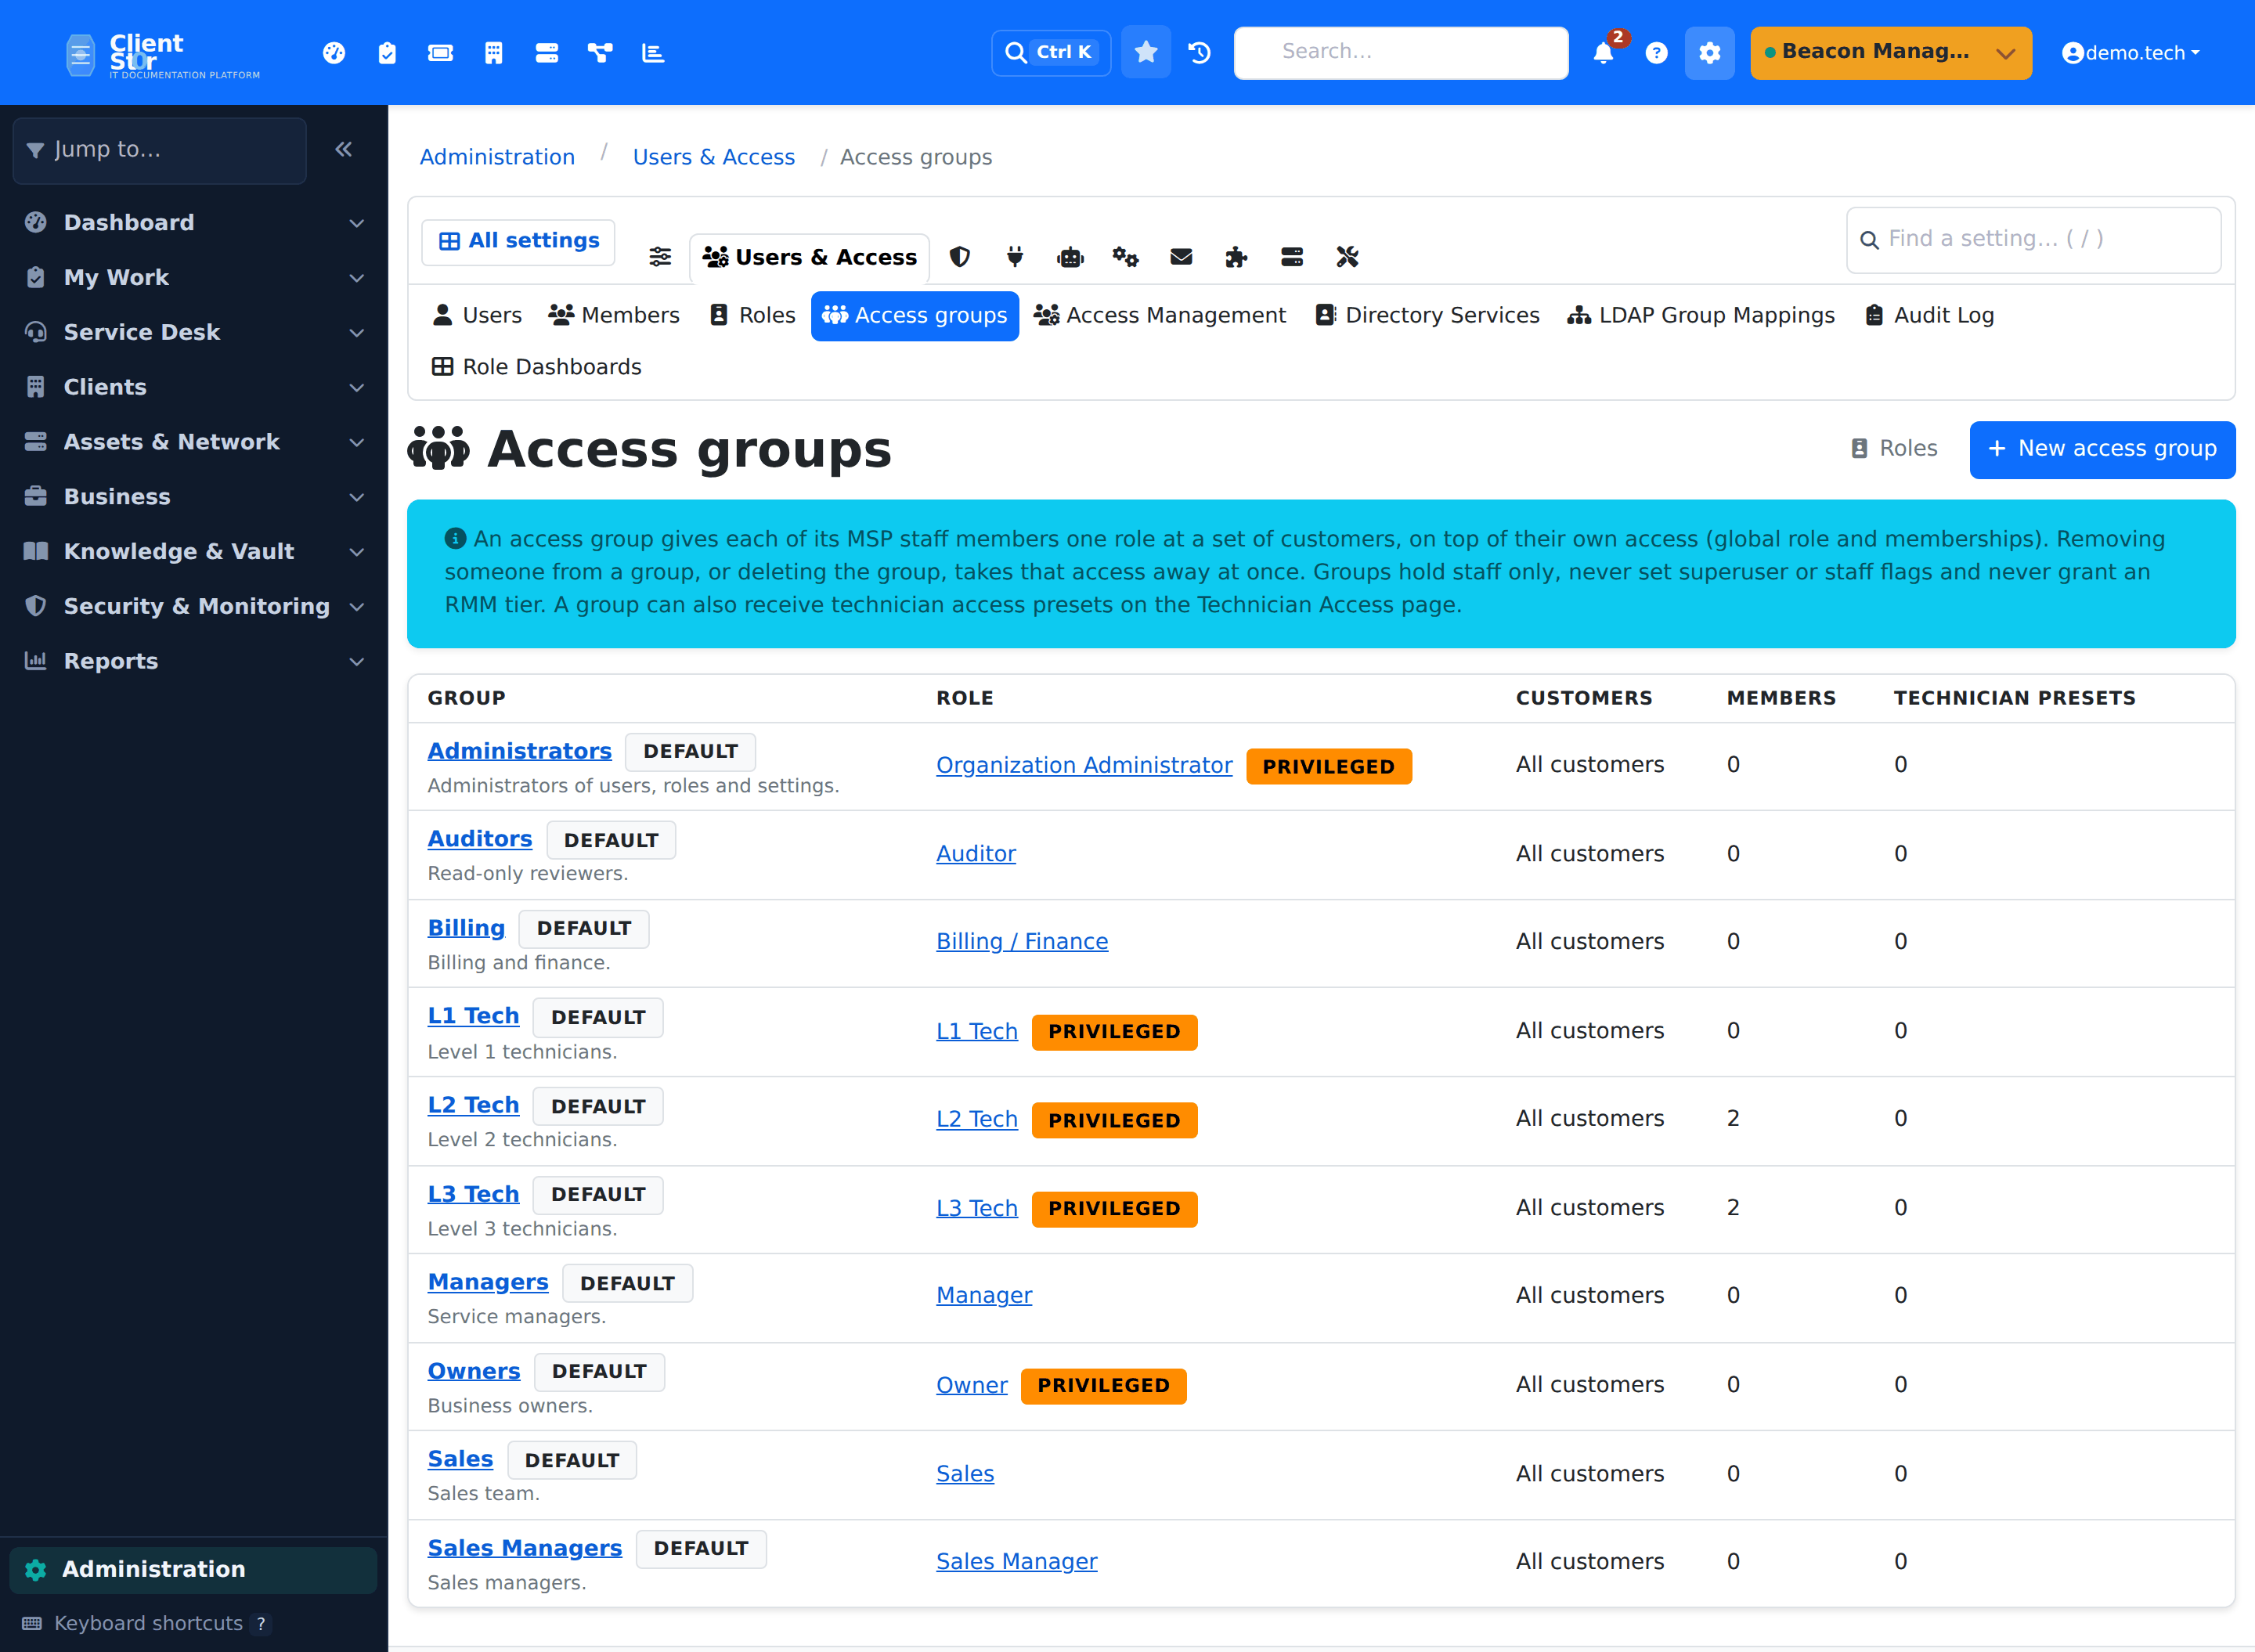 Client
St0r
IT DOCUMENTATION PLATFORM
Ctrl K
Search...
2
Beacon Manag...
demo.tech
Jump to...
Dashboard
My Work
Service Desk
Clients
Assets & Network
Business
Knowledge & Vault
Security & Monitoring
Reports
Administration
Keyboard shortcuts ?
Administration / Users & Access / Access groups
All settings
Users & Access
Find a setting... ( / )
Users
Members
Roles
Access groups
Access Management
Directory Services
LDAP Group Mappings
Audit Log
Role Dashboards
Access groups
Roles
New access group
An access group gives each of its MSP staff members one role at a set of customers, on top of their own access (global role and memberships). Removing
someone from a group, or deleting the group, takes that access away at once. Groups hold staff only, never set superuser or staff flags and never grant an
RMM tier. A group can also receive technician access presets on the Technician Access page.
GROUP ROLE CUSTOMERS MEMBERS TECHNICIAN PRESETS
Administrators DEFAULT
Administrators of users, roles and settings.
Organization Administrator PRIVILEGED All customers 0 0
Auditors DEFAULT
Read-only reviewers.
Auditor All customers 0 0
Billing DEFAULT
Billing and finance.
Billing / Finance All customers 0 0
L1 Tech DEFAULT
Level 1 technicians.
L1 Tech PRIVILEGED All customers 0 0
L2 Tech DEFAULT
Level 2 technicians.
L2 Tech PRIVILEGED All customers 2 0
L3 Tech DEFAULT
Level 3 technicians.
L3 Tech PRIVILEGED All customers 2 0
Managers DEFAULT
Service managers.
Manager All customers 0 0
Owners DEFAULT
Business owners.
Owner PRIVILEGED All customers 0 0
Sales DEFAULT
Sales team.
Sales All customers 0 0
Sales Managers DEFAULT
Sales managers.
Sales Manager All customers 0 0